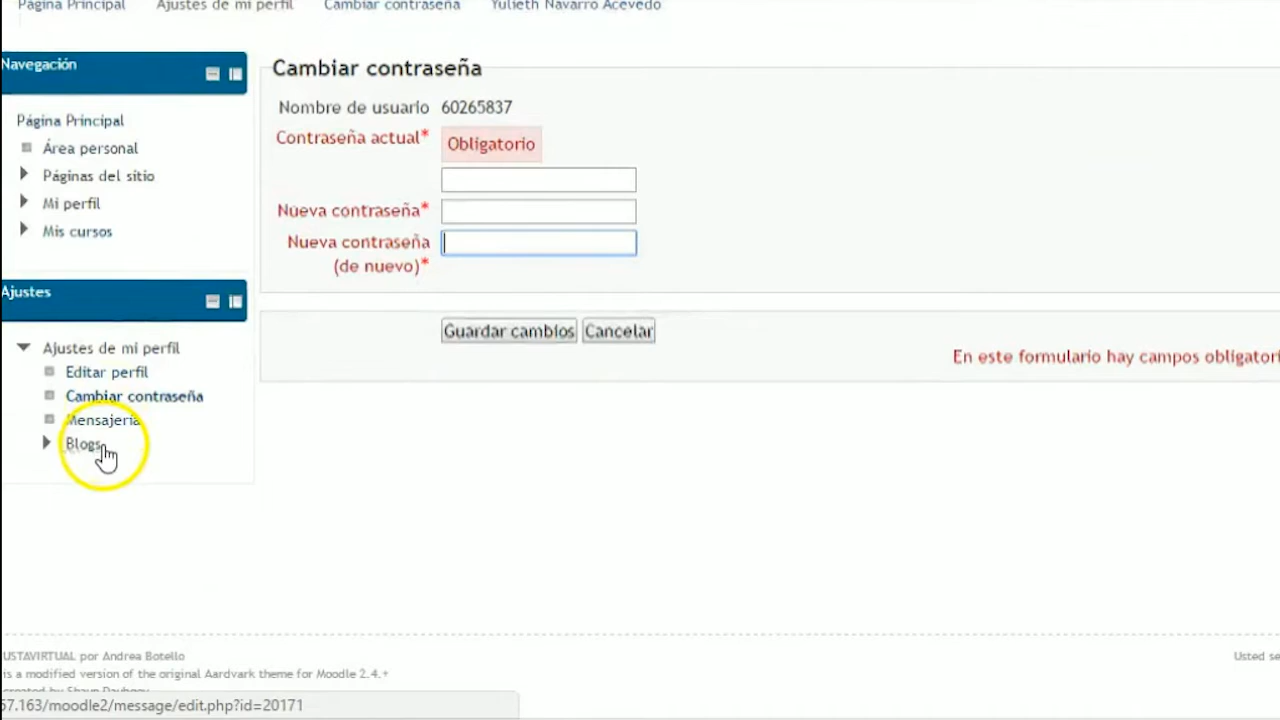 Página Principal Ajustes de mi perfil Cambiar contraseña Yulieth Navarro Acevedo
Navegación
Página Principal
Área personal
Páginas del sitio
Mi perfil
Mis cursos
Ajustes
Ajustes de mi perfil
Editar perfil
Cambiar contraseña
Mensajería
Blogs
Cambiar contraseña
Nombre de usuario 60265837
Contraseña actual* Obligatorio
Nueva contraseña*
Nueva contraseña
(de nuevo)*
Guardar cambios Cancelar
En este formulario hay campos obligatori
USTAVIRTUAL por Andrea Botello
is a modified version of the original Aardvark theme for Moodle 2.4.+
created by Shaun Daubney
Usted se
57.163/moodle2/message/edit.php?id=20171